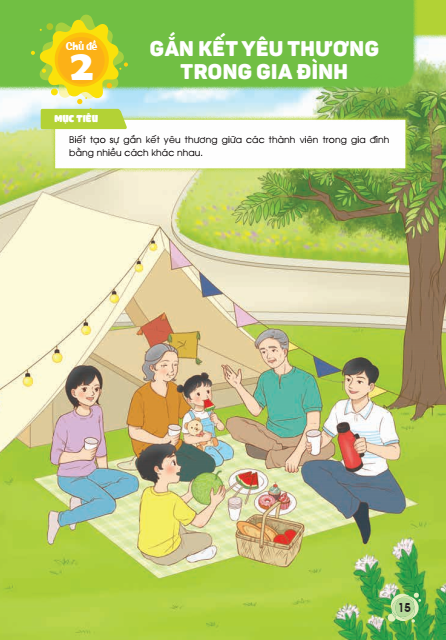 Chủ đề
2
GẮN KẾT YÊU THƯƠNG
TRONG GIA ĐÌNH
MỤC TIÊU
Biết tạo sự gắn kết yêu thương giữa các thành viên trong gia đình
bằng nhiều cách khác nhau.
15